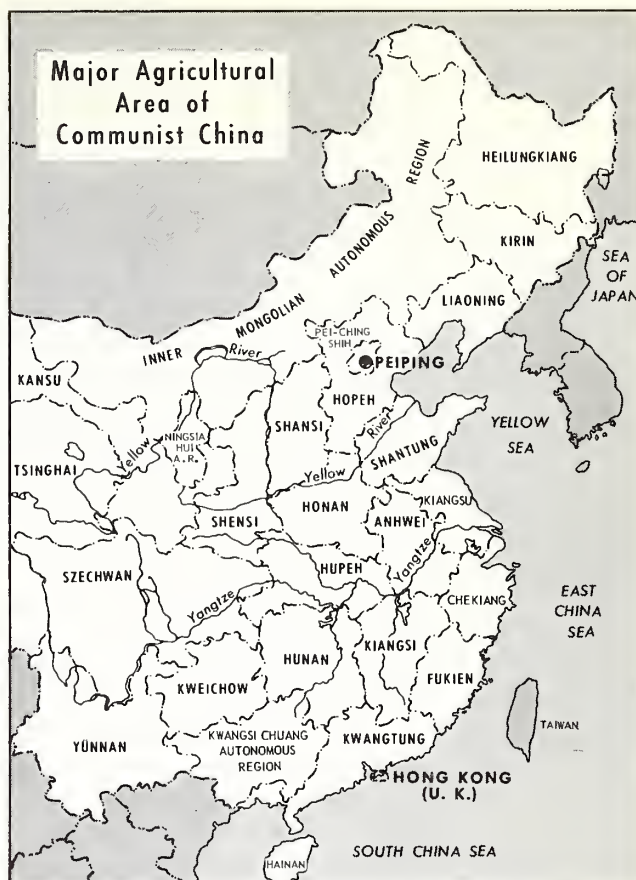 Major Agricultural
Area of
Communist China
HEILUNGKIANG
KIRIN
SEA
OF
JAPAN
LIAONING
INNER MONGOLIAN AUTONOMOUS REGION
PEI-CHING
SHIH
PEIPING
River
KANSU
HOPEH
River
YELLOW
SEA
SHANSI
NINGSIA
HUI
A.R.
Yellow
SHANTUNG
TSINGHAI
Yellow
KIANGSU
HONAN
ANHWEI
SHENSI
HUPEH
Yangtze
SZECHWAN
CHEKIANG
EAST
CHINA
SEA
Yangtze
HUNAN
KIANGSI
KWEICHOW
FUKIEN
TAIWAN
KWANGSI CHUANG
AUTONOMOUS
REGION
KWANGTUNG
YÜNNAN
HONG KONG
(U. K.)
SOUTH CHINA SEA
HAINAN